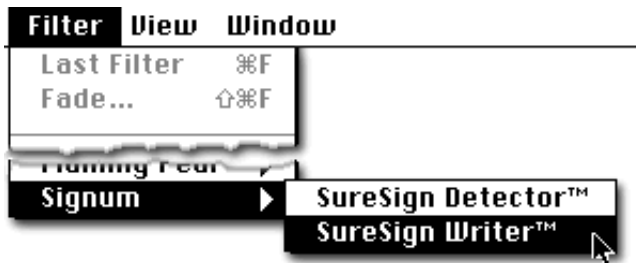 Filter View Window
Last Filter ⌘F
Fade... ⇧⌘F
Signum
SureSign Detector™
SureSign Writer™